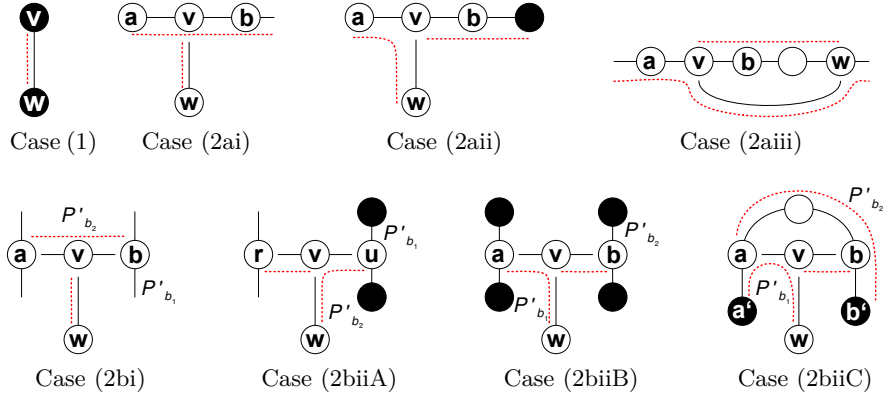 v
w
Case (1)
a v b
w
Case (2ai)
a v b
w
Case (2aii)
a v b w
Case (2aiii)
P'b2
a v b
P'b1
w
Case (2bi)
P'b1
r v u
P'b2
w
Case (2biiA)
P'b2
a v b
P'b1
w
Case (2biiB)
P'b2
a v b
P'b1
a‘ b‘
w
Case (2biiC)